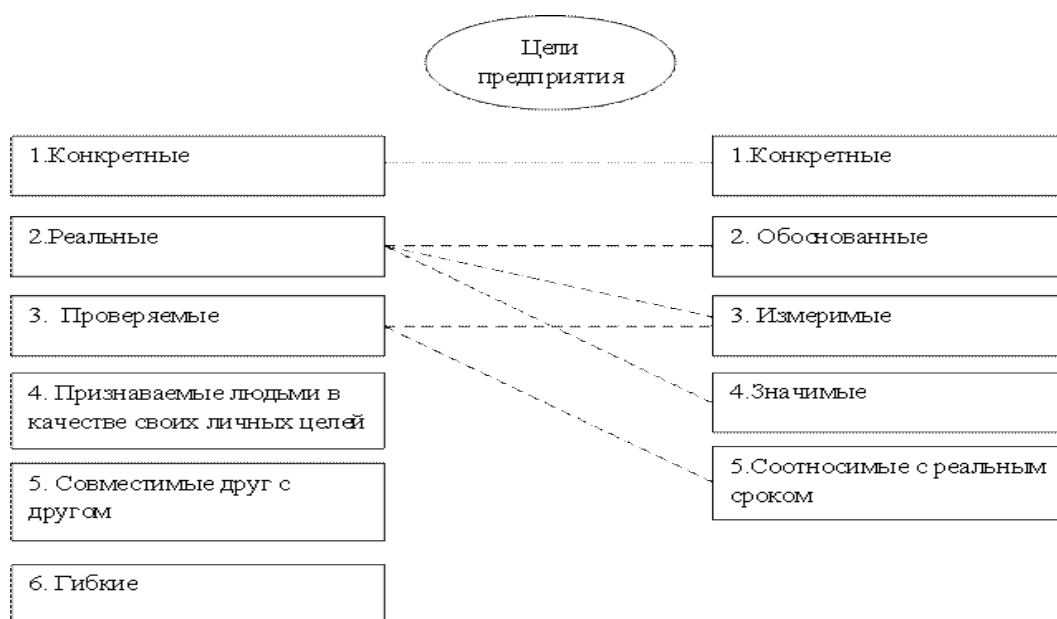 Цели
предприятия
1.Конкретные
1.Конкретные
2.Реальные
2. Обоснованные
3. Проверяемые
3. Измеримые
4. Признаваемые людьми в
качестве своих личных целей
4.Значимые
5. Совместимые друг с
другом
5.Соотносимые с реальным
сроком
6. Гибкие